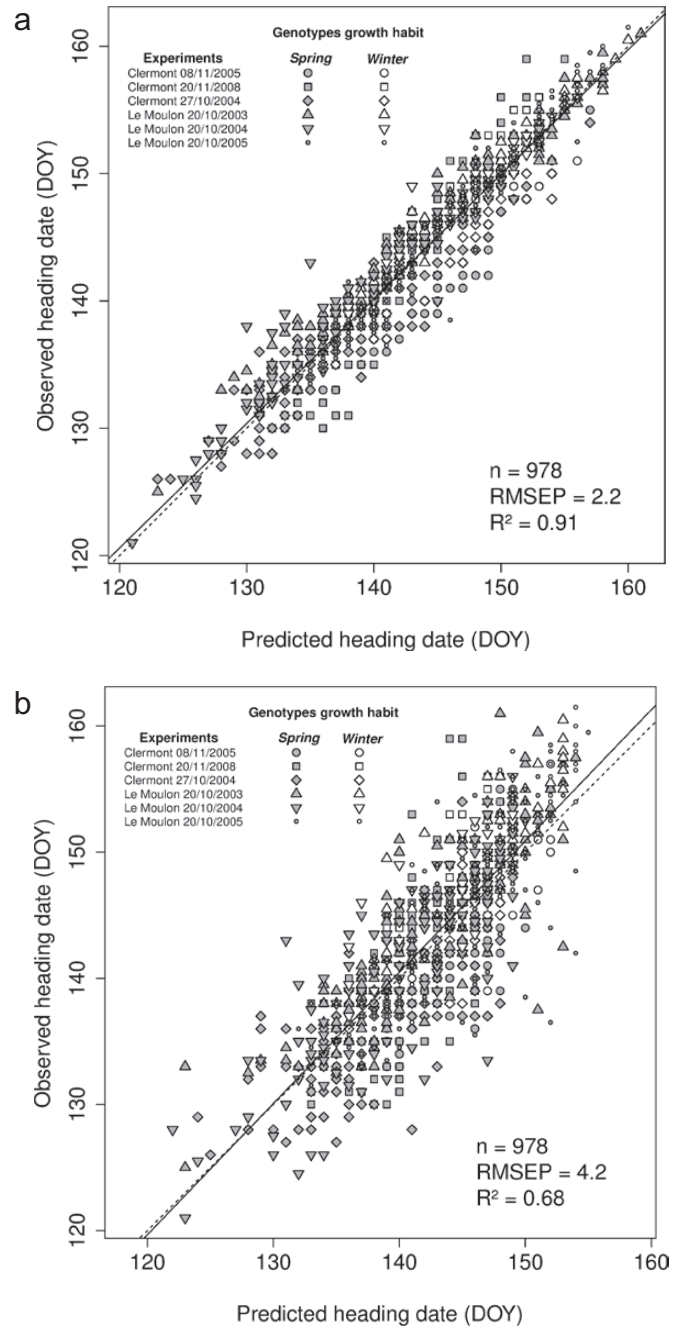 a
Genotypes growth habit
Experiments Spring Winter
Clermont 08/11/2005
Clermont 20/11/2008
Clermont 27/10/2004
Le Moulon 20/10/2003
Le Moulon 20/10/2004
Le Moulon 20/10/2005
Observed heading date (DOY)
160
150
140
130
120
n = 978
RMSEP = 2.2
R² = 0.91
120 130 140 150 160
Predicted heading date (DOY)
b
Genotypes growth habit
Experiments Spring Winter
Clermont 08/11/2005
Clermont 20/11/2008
Clermont 27/10/2004
Le Moulon 20/10/2003
Le Moulon 20/10/2004
Le Moulon 20/10/2005
Observed heading date (DOY)
160
150
140
130
120
n = 978
RMSEP = 4.2
R² = 0.68
120 130 140 150 160
Predicted heading date (DOY)